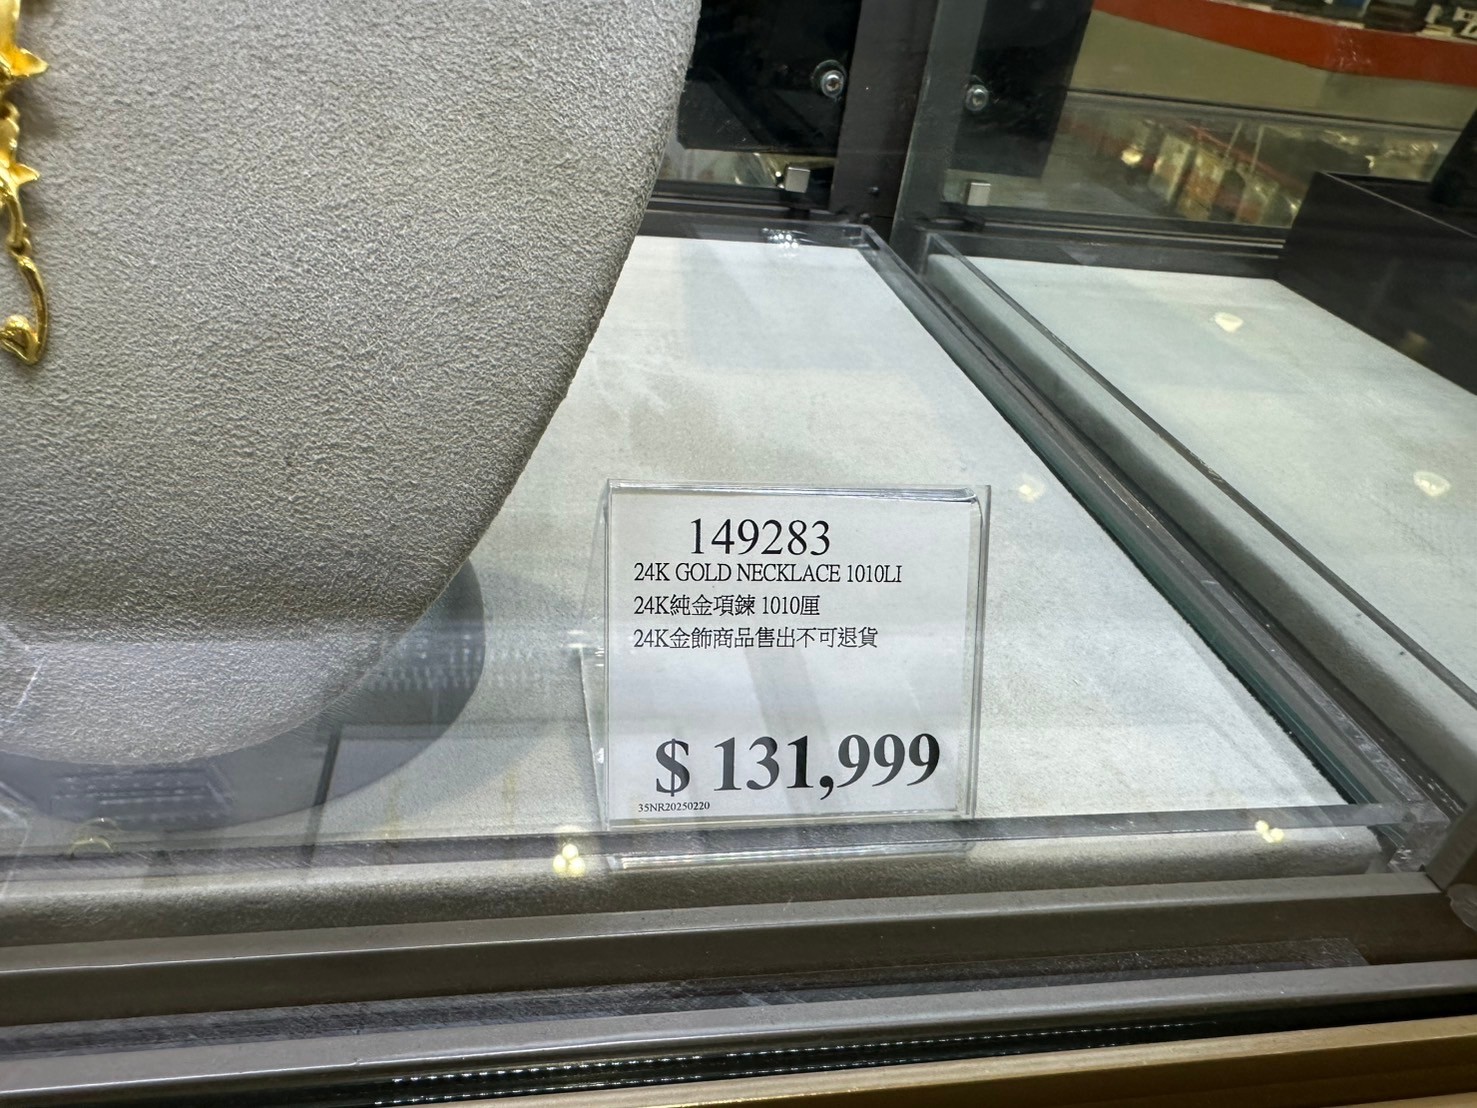 149283
24K GOLD NECKLACE 1010LI
24K純金項鍊 1010厘
24K金飾商品售出不可退貨
$ 131,999
35NR20250220